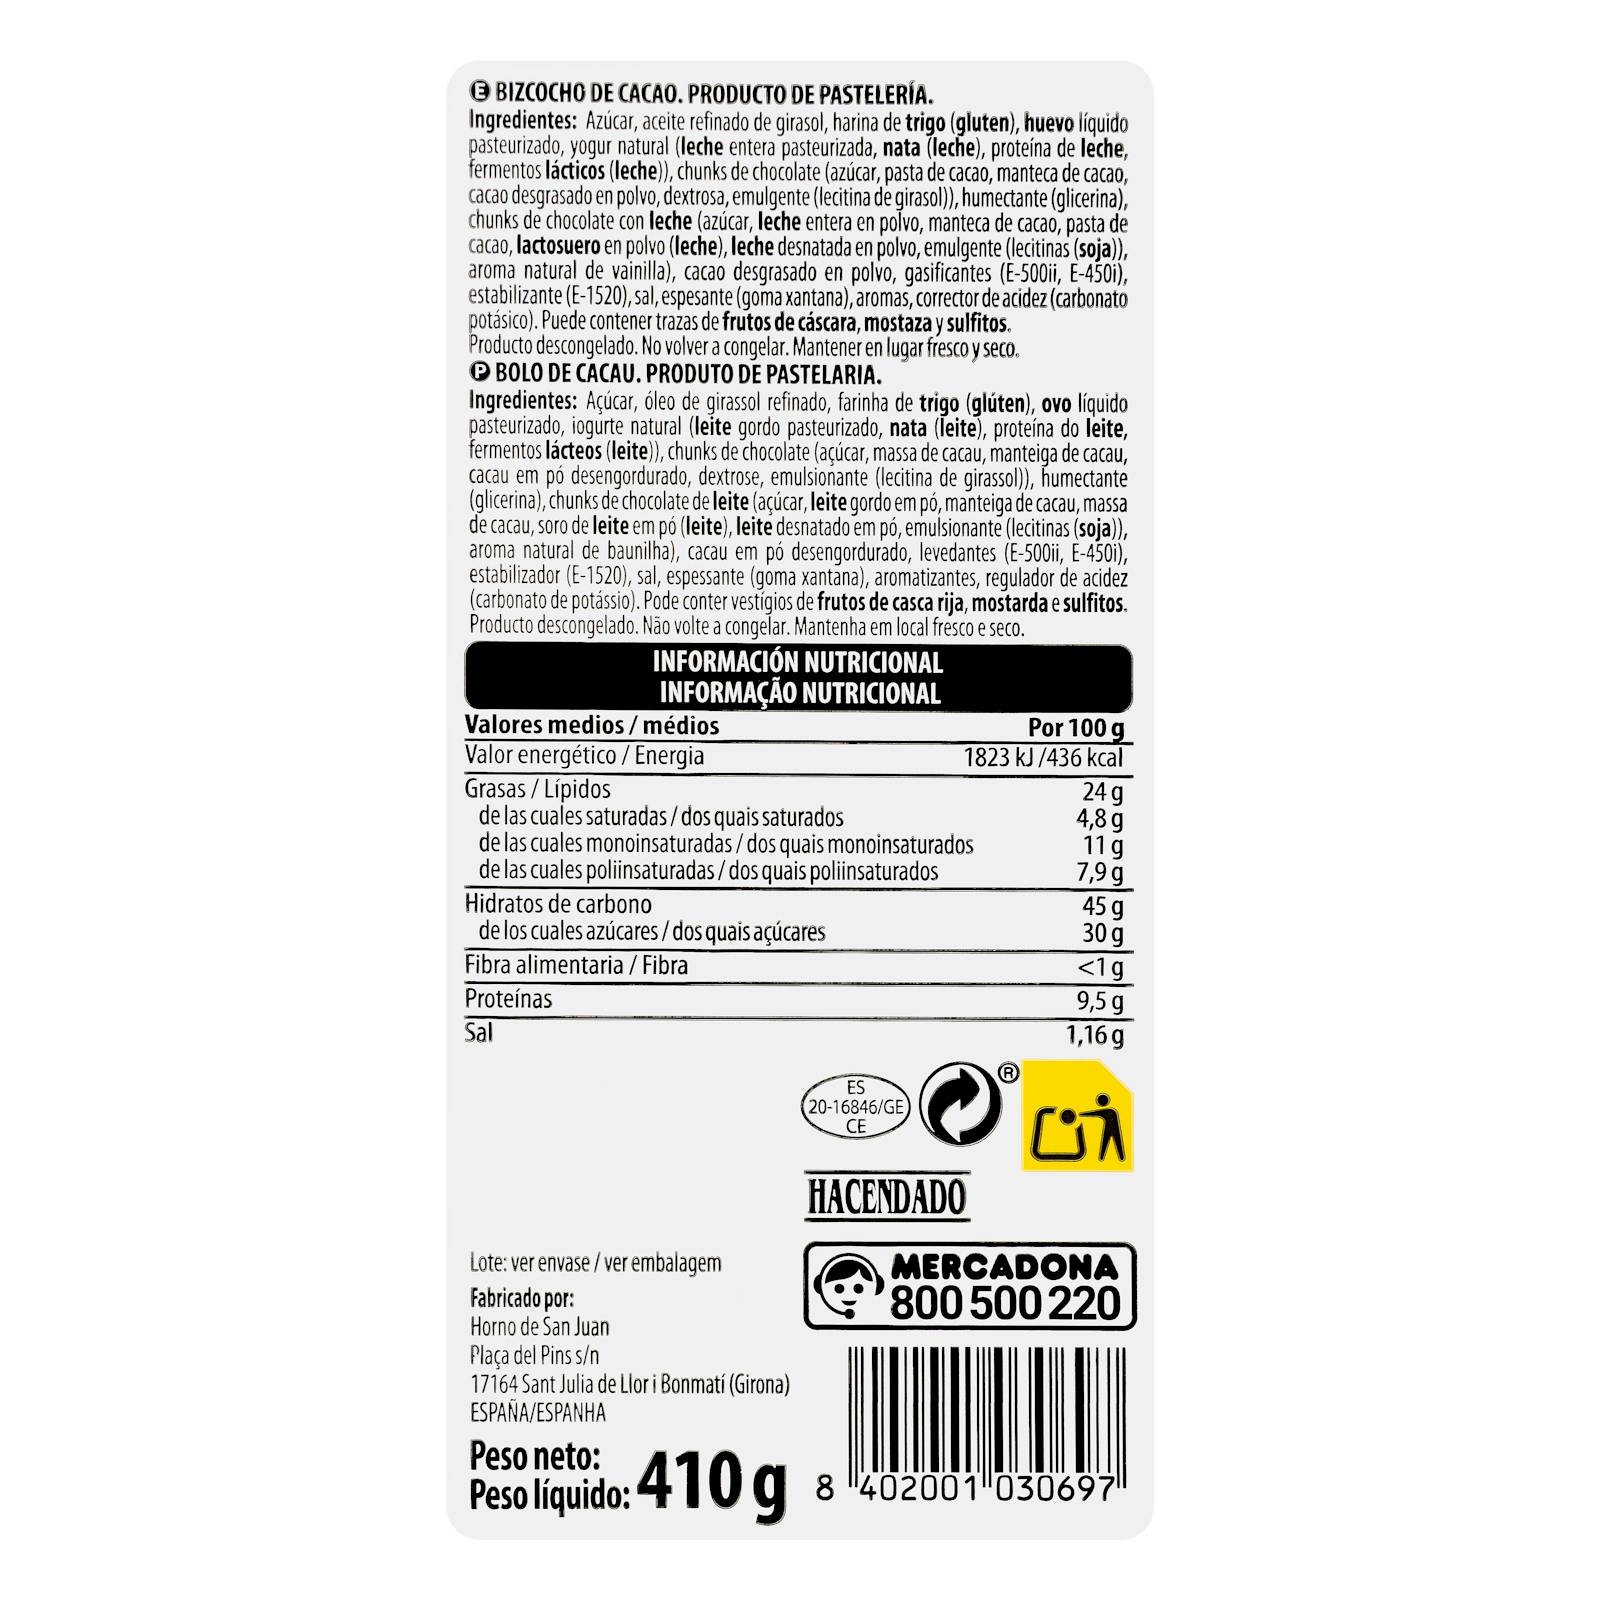 E BIZCOCHO DE CACAO. PRODUCTO DE PASTELERÍA.
Ingredientes: Azúcar, aceite refinado de girasol, harina de trigo (gluten), huevo líquido
pasteurizado, yogur natural (leche entera pasteurizada, nata (leche), proteína de leche,
fermentos lácticos (leche)), chunks de chocolate (azúcar, pasta de cacao, manteca de cacao,
cacao desgrasado en polvo, dextrosa, emulgente (lecitina de girasol)), humectante (glicerina),
chunks de chocolate con leche (azúcar, leche entera en polvo, manteca de cacao, pasta de
cacao, lactosuero en polvo (leche), leche desnatada en polvo, emulgente (lecitinas (soja)),
aroma natural de vainilla), cacao desgrasado en polvo, gasificantes (E-500ii, E-450i),
estabilizante (E-1520), sal, espesante (goma xantana), aromas, corrector de acidez (carbonato
potásico). Puede contener trazas de frutos de cáscara, mostaza y sulfitos.
Producto descongelado. No volver a congelar. Mantener en lugar fresco y seco.
P BOLO DE CACAU. PRODUTO DE PASTELARIA.
Ingredientes: Açúcar, óleo de girassol refinado, farinha de trigo (glúten), ovo líquido
pasteurizado, iogurte natural (leite gordo pasteurizado, nata (leite), proteína do leite,
fermentos lácteos (leite)), chunks de chocolate (açúcar, massa de cacau, manteiga de cacau,
cacau em pó desengordurado, dextrose, emulsionante (lecitina de girassol)), humectante
(glicerina), chunks de chocolate de leite (açúcar, leite gordo em pó, manteiga de cacau, massa
de cacau, soro de leite em pó (leite), leite desnatado em pó, emulsionante (lecitinas (soja)),
aroma natural de baunilha), cacau em pó desengordurado, levedantes (E-500ii, E-450i),
estabilizador (E-1520), sal, espessante (goma xantana), aromatizantes, regulador de acidez
(carbonato de potássio). Pode conter vestígios de frutos de casca rija, mostarda e sulfitos.
Producto descongelado. Não volte a congelar. Mantenha em local fresco e seco.
INFORMACIÓN NUTRICIONAL
INFORMAÇÃO NUTRICIONAL
Valores medios / médios Por 100 g
Valor energético / Energia 1823 kJ /436 kcal
Grasas / Lípidos 24 g
de las cuales saturadas / dos quais saturados 4,8 g
de las cuales monoinsaturadas / dos quais monoinsaturados 11 g
de las cuales poliinsaturadas / dos quais poliinsaturados 7,9 g
Hidratos de carbono 45 g
de los cuales azúcares / dos quais açúcares 30 g
Fibra alimentaria / Fibra <1 g
Proteínas 9,5 g
Sal 1,16 g
ES
20-16846/GE
CE
®
HACENDADO
MERCADONA
800 500 220
Lote: ver envase / ver embalagem
Fabricado por:
Horno de San Juan
Plaça del Pins s/n
17164 Sant Julia de Llor i Bonmatí (Girona)
ESPAÑA/ESPANHA
Peso neto:
Peso líquido: 410 g
8 402001 030697